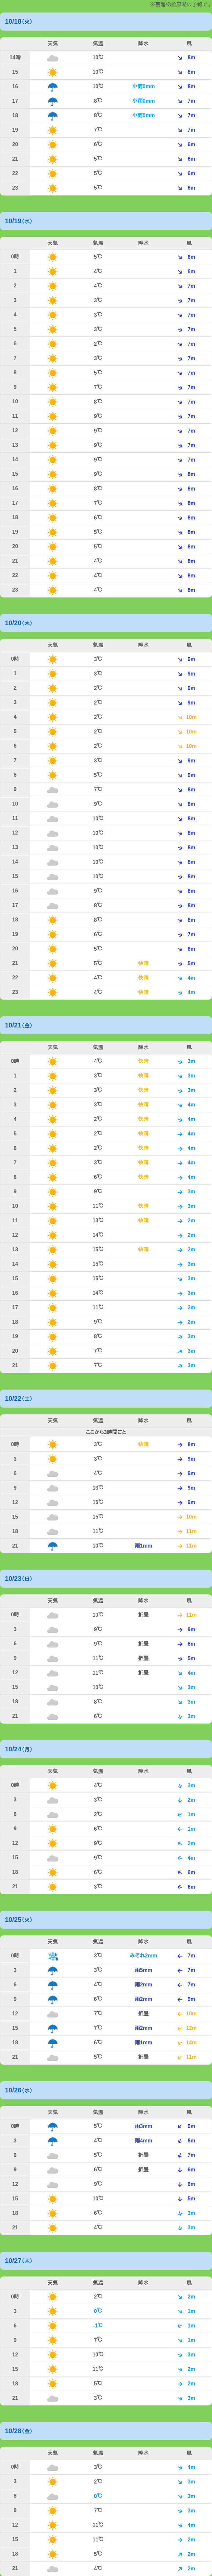 10/18(火)
天気 気温 降水 風
14時 10℃ 8m
15 10℃ 8m
16 10℃ 小雨0mm 8m
17 8℃ 小雨0mm 7m
18 8℃ 小雨0mm 7m
19 7℃ 7m
20 6℃ 6m
21 5℃ 6m
22 5℃ 6m
23 5℃ 6m
10/19(水)
天気 気温 降水 風
0時 5℃ 6m
1 4℃ 6m
2 4℃ 7m
3 3℃ 7m
4 3℃ 7m
5 3℃ 7m
6 2℃ 7m
7 3℃ 7m
8 5℃ 7m
9 7℃ 7m
10 8℃ 7m
11 9℃ 7m
12 9℃ 7m
13 9℃ 7m
14 9℃ 7m
15 9℃ 8m
16 8℃ 8m
17 7℃ 8m
18 6℃ 8m
19 5℃ 8m
20 5℃ 8m
21 4℃ 8m
22 4℃ 8m
23 4℃ 8m
10/20(木)
天気 気温 降水 風
0時 3℃ 9m
1 3℃ 9m
2 2℃ 9m
3 2℃ 9m
4 2℃ 10m
5 2℃ 10m
6 2℃ 10m
7 3℃ 9m
8 5℃ 9m
9 7℃ 8m
10 9℃ 8m
11 10℃ 8m
12 10℃ 8m
13 10℃ 8m
14 10℃ 8m
15 10℃ 8m
16 9℃ 8m
17 8℃ 8m
18 8℃ 8m
19 6℃ 7m
20 5℃ 6m
21 5℃ 快晴 5m
22 4℃ 快晴 4m
23 4℃ 快晴 4m
10/21(金)
天気 気温 降水 風
0時 4℃ 快晴 3m
1 3℃ 快晴 3m
2 3℃ 快晴 3m
3 3℃ 快晴 4m
4 2℃ 快晴 4m
5 2℃ 快晴 4m
6 2℃ 快晴 4m
7 3℃ 快晴 4m
8 6℃ 快晴 4m
9 9℃ 3m
10 11℃ 快晴 3m
11 13℃ 快晴 2m
12 14℃ 2m
13 15℃ 快晴 2m
14 15℃ 3m
15 15℃ 3m
16 14℃ 3m
17 11℃ 2m
18 9℃ 2m
19 8℃ 3m
20 7℃ 3m
21 7℃ 3m
10/22(土)
天気 気温 降水 風
ここから3時間ごと
0時 3℃ 快晴 8m
3 3℃ 9m
6 4℃ 9m
9 13℃ 9m
12 15℃ 9m
15 15℃ 10m
18 11℃ 11m
21 10℃ 雨1mm 11m
10/23(日)
天気 気温 降水 風
0時 10℃ 折畳 11m
3 9℃ 9m
6 9℃ 折畳 6m
9 11℃ 折畳 5m
12 11℃ 折畳 4m
15 10℃ 3m
18 8℃ 3m
21 6℃ 3m
10/24(月)
天気 気温 降水 風
0時 4℃ 3m
3 3℃ 2m
6 2℃ 1m
9 6℃ 1m
12 9℃ 2m
15 9℃ 4m
18 6℃ 6m
21 3℃ 6m
10/25(火)
天気 気温 降水 風
0時 3℃ みぞれ2mm 7m
3 3℃ 雨5mm 7m
6 4℃ 雨2mm 7m
9 6℃ 雨2mm 9m
12 7℃ 折畳 10m
15 7℃ 雨2mm 12m
18 6℃ 雨1mm 14m
21 5℃ 折畳 11m
10/26(水)
天気 気温 降水 風
0時 5℃ 雨3mm 9m
3 4℃ 雨4mm 8m
6 5℃ 折畳 7m
9 6℃ 折畳 6m
12 9℃ 6m
15 10℃ 5m
18 6℃ 3m
21 4℃ 3m
10/27(木)
天気 気温 降水 風
0時 2℃ 2m
3 0℃ 1m
6 -1℃ 1m
9 7℃ 1m
12 10℃ 3m
15 11℃ 2m
18 5℃ 2m
21 3℃ 3m
10/28(金)
天気 気温 降水 風
0時 3℃ 4m
3 2℃ 3m
6 0℃ 3m
9 7℃ 3m
12 11℃ 4m
15 11℃ 2m
18 5℃ 2m
21 4℃ 2m